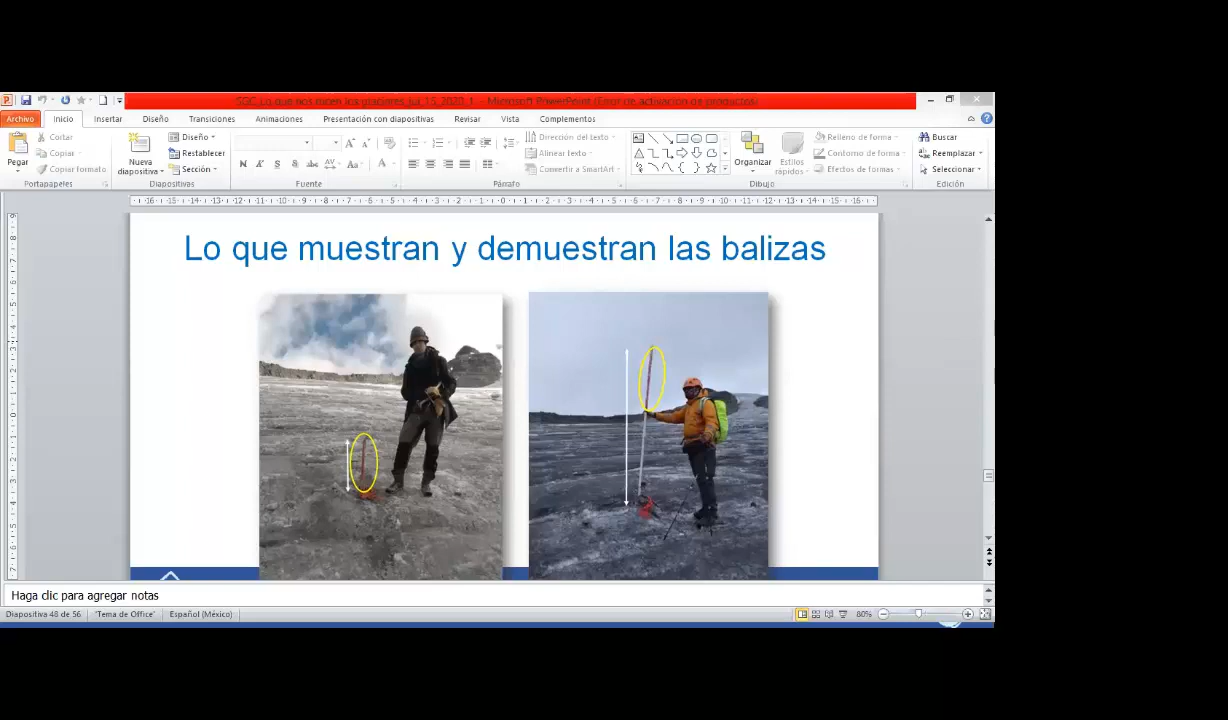 SGC_Lo que nos dicen los glaciares_jul_15_2020_1 - Microsoft PowerPoint (Error de activación de productos)
Archivo Inicio Insertar Diseño Transiciones Animaciones Presentación con diapositivas Revisar Vista Complementos
Pegar
Cortar
Copiar
Copiar formato
Portapapeles
Nueva
diapositiva
Diseño
Restablecer
Sección
Diapositivas
N K S abc AV Aa A
Fuente
Párrafo
Dirección del texto
Alinear texto
Convertir a SmartArt
Organizar
Estilos
rápidos
Relleno de forma
Contorno de forma
Efectos de formas
Dibujo
Buscar
Reemplazar
Seleccionar
Edición
Lo que muestran y demuestran las balizas
Haga clic para agregar notas
Diapositiva 48 de 56 "Tema de Office" Español (México) 80%